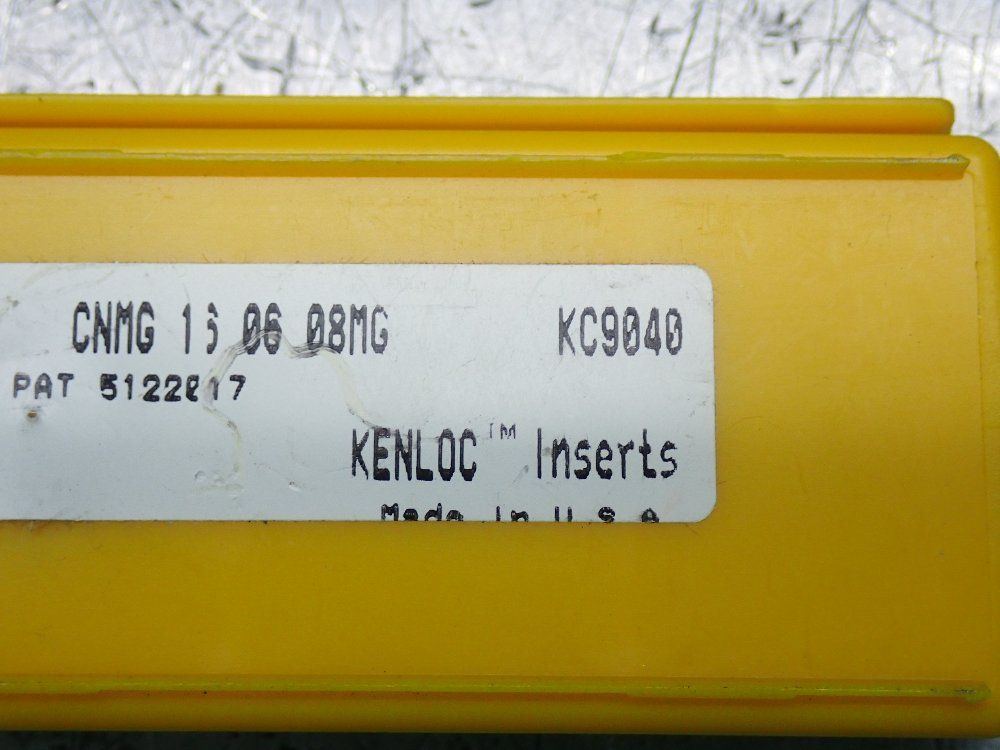 CNMG 16 06 08MG KC9040
PAT 5122017
KENLOC™ Inserts
Made In U.S.A